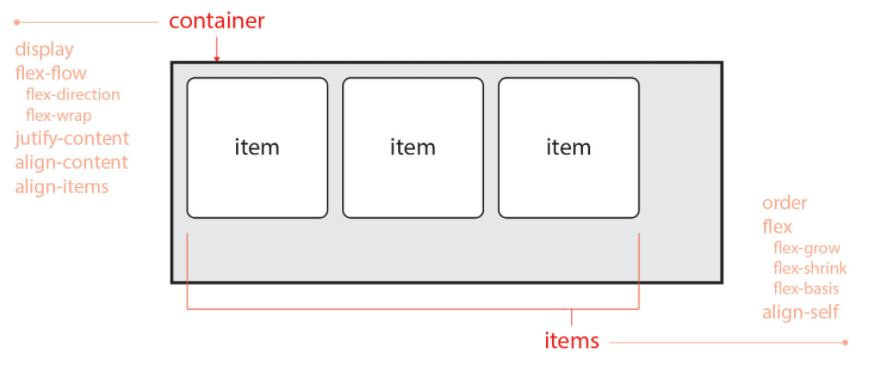 container
display
flex-flow
flex-direction
flex-wrap
jutify-content
align-content
align-items
item item item
order
flex
flex-grow
flex-shrink
flex-basis
align-self
items